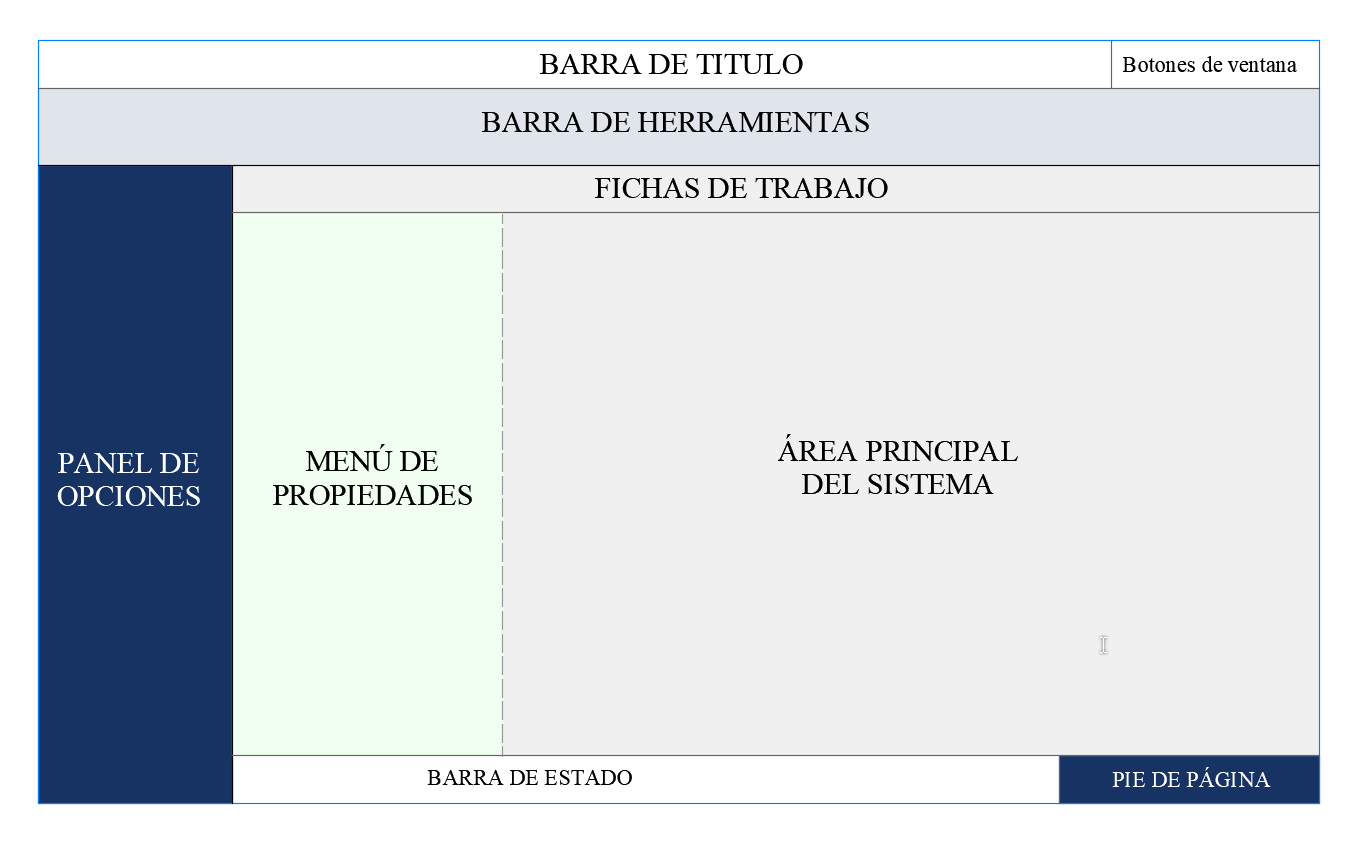 BARRA DE TITULO
Botones de ventana
BARRA DE HERRAMIENTAS
FICHAS DE TRABAJO
PANEL DE
OPCIONES
MENÚ DE
PROPIEDADES
ÁREA PRINCIPAL
DEL SISTEMA
BARRA DE ESTADO
PIE DE PÁGINA